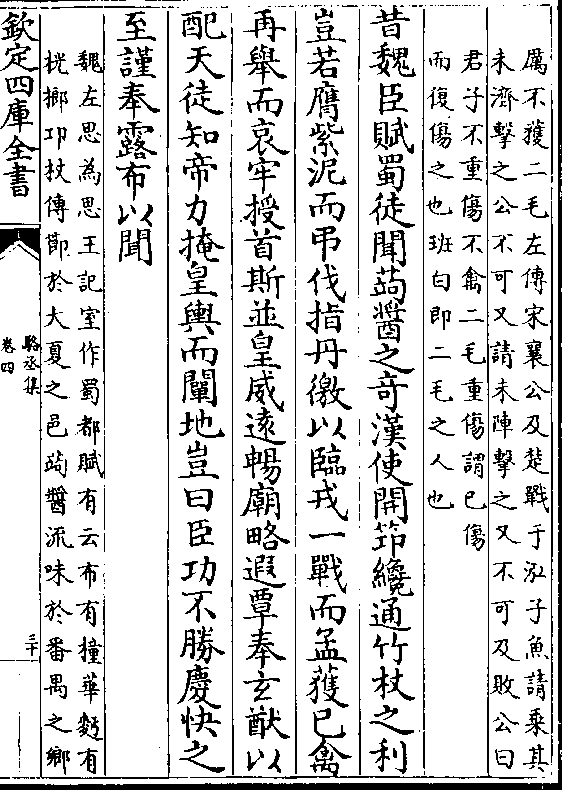 厲不獲二毛左傳宋襄公及楚戰于泓子魚請乗其
未濟擊之公不可又請未陣擊之又不可及敗公曰
君子不重傷不禽二毛重傷謂已傷
而復傷之也班白即二毛之人也
昔魏臣賦蜀徒聞蒟醬之竒漢使開筇纔通竹杖之利
豈若膺紫泥而弔伐指丹徼以臨戎一戰而孟獲已禽
再舉而哀牢授首斯並皇威逺暢廟略遐覃奉玄猷以
配天徒知帝力掩皇輿而闡地豈曰臣功不勝慶快之
至謹奉露布以聞
魏左思為思王記室作蜀都賦有云布有橦華麪有
桄榔卭杖傳節於大夏之邑蒟醬流味於番禺之鄉
欽定四庫全書
駱丞集
卷四
三十